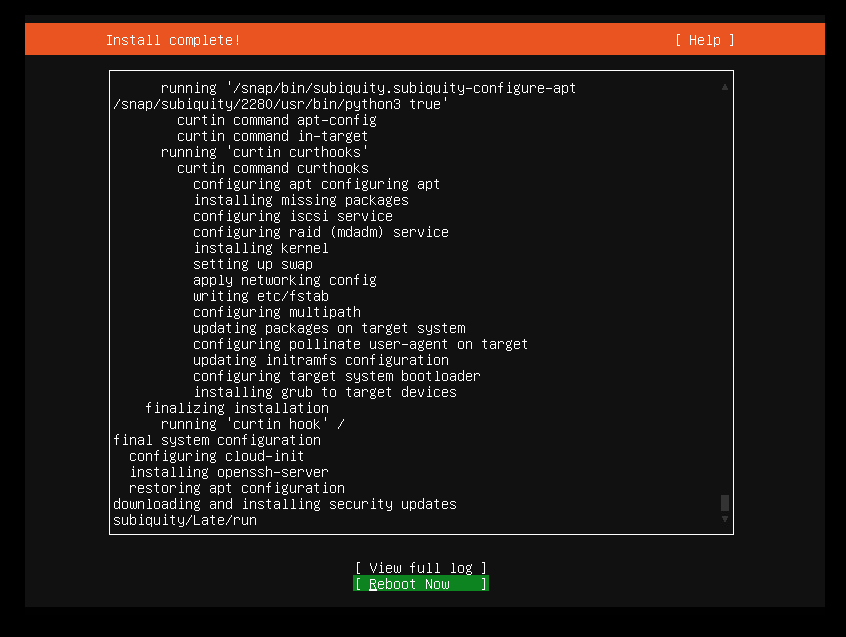 Install complete!
[ Help ]
running '/snap/bin/subiquity.subiquity-configure-apt
/snap/subiquity/2280/usr/bin/python3 true'
curtin command apt-config
curtin command in-target
running 'curtin curthooks'
curtin command curthooks
configuring apt configuring apt
installing missing packages
configuring iscsi service
configuring raid (mdadm) service
installing kernel
setting up swap
apply networking config
writing etc/fstab
configuring multipath
updating packages on target system
configuring pollinate user-agent on target
updating initramfs configuration
configuring target system bootloader
installing grub to target devices
finalizing installation
running 'curtin hook' /
final system configuration
configuring cloud-init
installing openssh-server
restoring apt configuration
downloading and installing security updates
subiquity/Late/run
[ View full log ]
[ Reboot Now ]